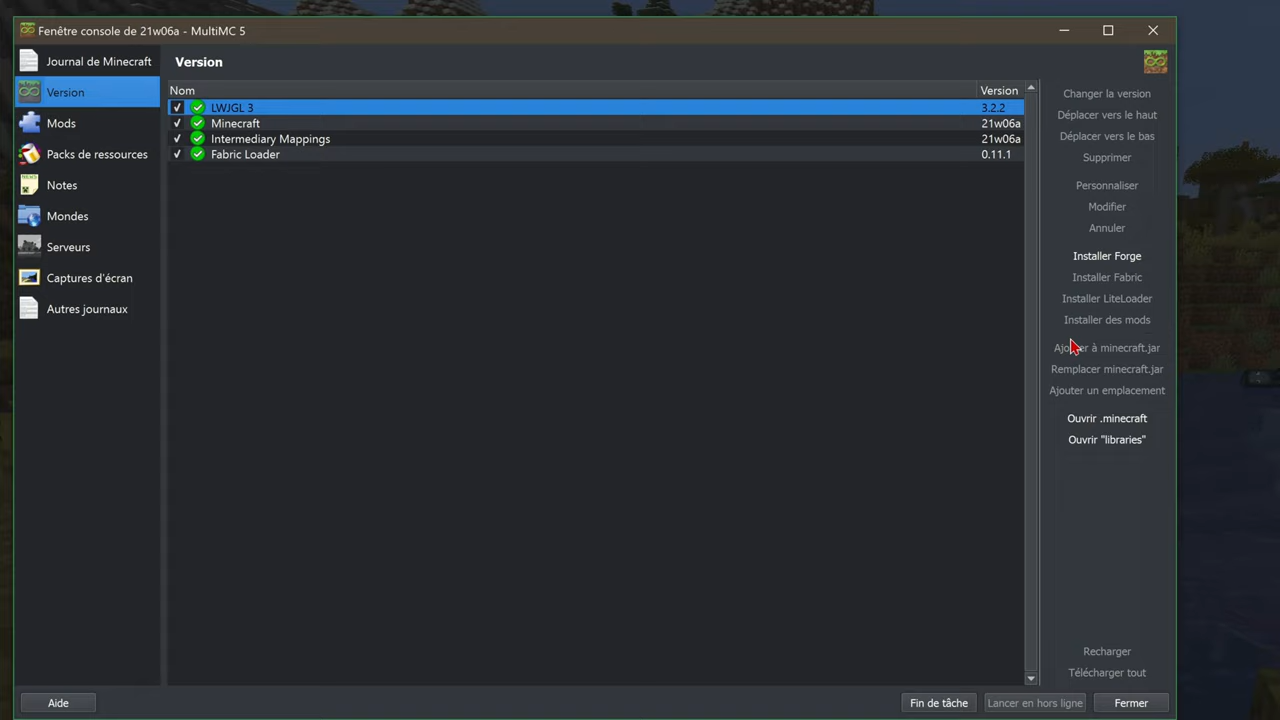 Fenêtre console de 21w06a - MultiMC 5
Journal de Minecraft
Version
Mods
Packs de ressources
Notes
Mondes
Serveurs
Captures d'écran
Autres journaux
Version
Nom Version
LWJGL 3 3.2.2
Minecraft 21w06a
Intermediary Mappings 21w06a
Fabric Loader 0.11.1
Changer la version
Déplacer vers le haut
Déplacer vers le bas
Supprimer
Personnaliser
Modifier
Annuler
Installer Forge
Installer Fabric
Installer LiteLoader
Installer des mods
Ajouter à minecraft.jar
Remplacer minecraft.jar
Ajouter un emplacement
Ouvrir .minecraft
Ouvrir "libraries"
Recharger
Télécharger tout
Aide
Fin de tâche
Lancer en hors ligne
Fermer